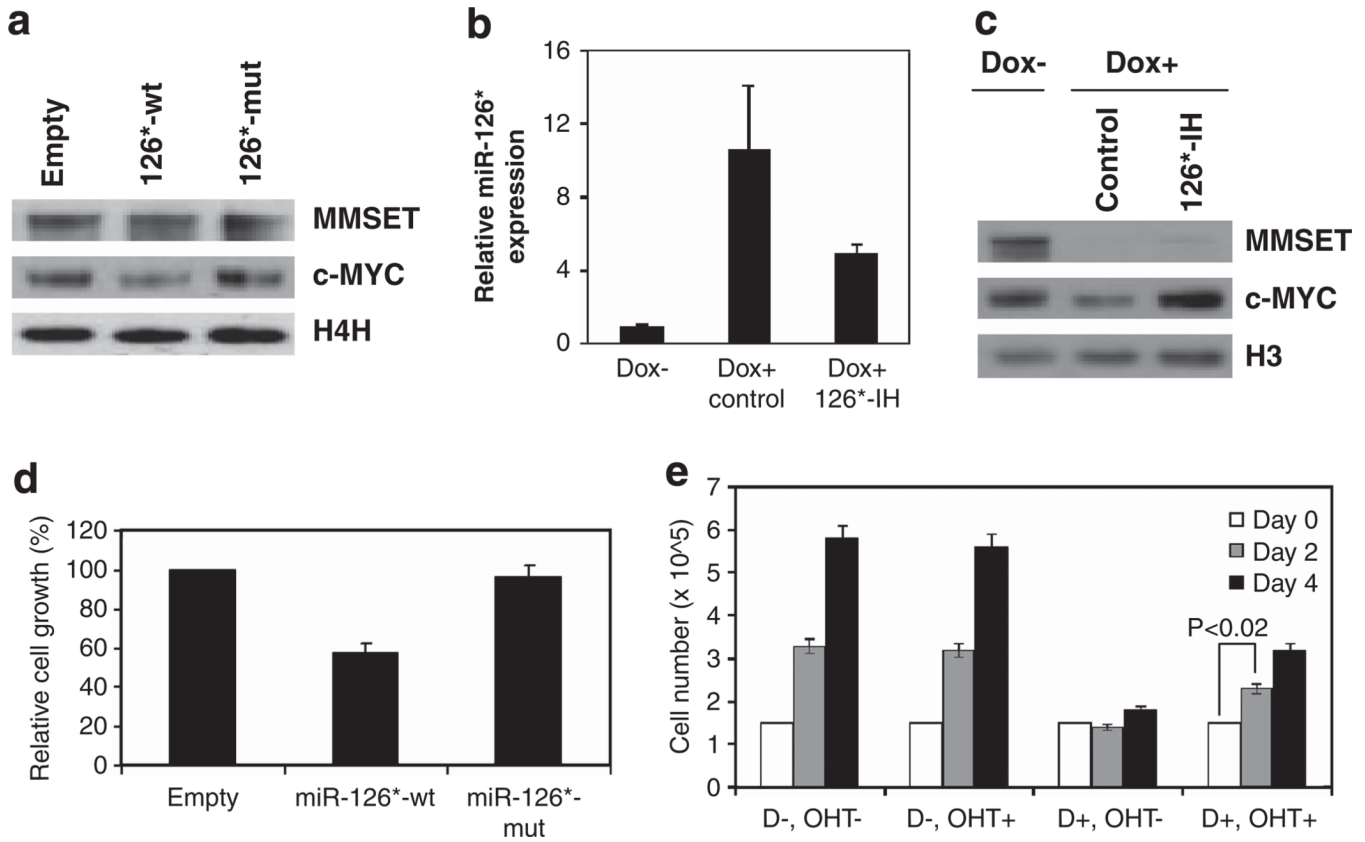 a
Empty
126*-wt
126*-mut
MMSET
c-MYC
H4H
b
Relative miR-126*
expression
16
12
8
4
0
Dox-
Dox+
control
Dox+
126*-IH
c
Dox-
Dox+
Control
126*-IH
MMSET
c-MYC
H3
d
Relative cell growth (%)
120
100
80
60
40
20
0
Empty
miR-126*-wt
miR-126*-
mut
e
Cell number (x 10^5)
7
6
5
4
3
2
1
0
Day 0
Day 2
Day 4
P<0.02
D-, OHT-
D-, OHT+
D+, OHT-
D+, OHT+